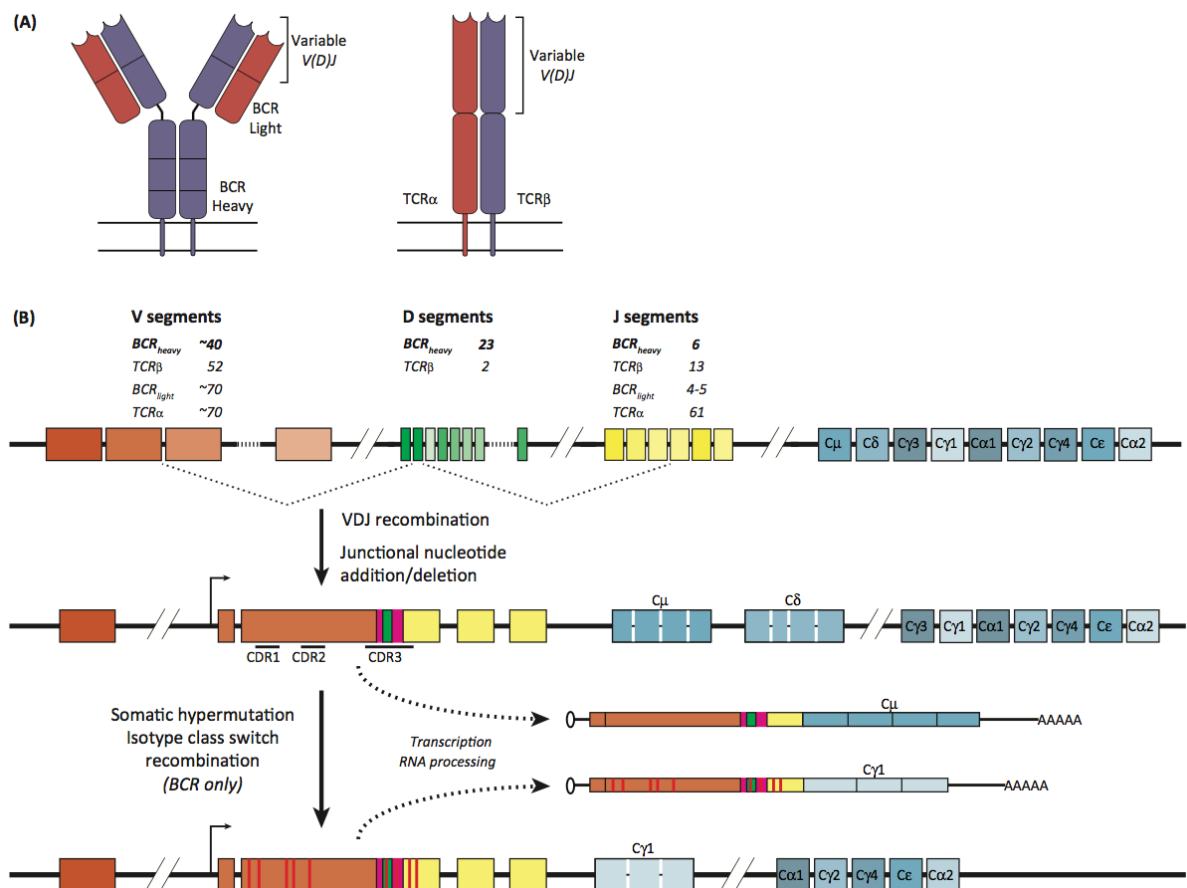 (A)
Variable
V(D)J
BCR
Light
BCR
Heavy
Variable
V(D)J
TCRα
TCRβ
(B)
V segments
BCRheavy ~40
TCRβ 52
BCRlight ~70
TCRα ~70
D segments
BCRheavy 23
TCRβ 2
J segments
BCRheavy 6
TCRβ 13
BCRlight 4-5
TCRα 61
Cμ Cδ Cγ3 Cγ1 Cα1 Cγ2 Cγ4 Cε Cα2
VDJ recombination
Junctional nucleotide
addition/deletion
Cμ Cδ
Cγ3 Cγ1 Cα1 Cγ2 Cγ4 Cε Cα2
CDR1 CDR2 CDR3
Somatic hypermutation
Isotype class switch
recombination
(BCR only)
Transcription
RNA processing
Cμ
AAAAA
Cγ1
AAAAA
Cγ1
Cα1 Cγ2 Cγ4 Cε Cα2